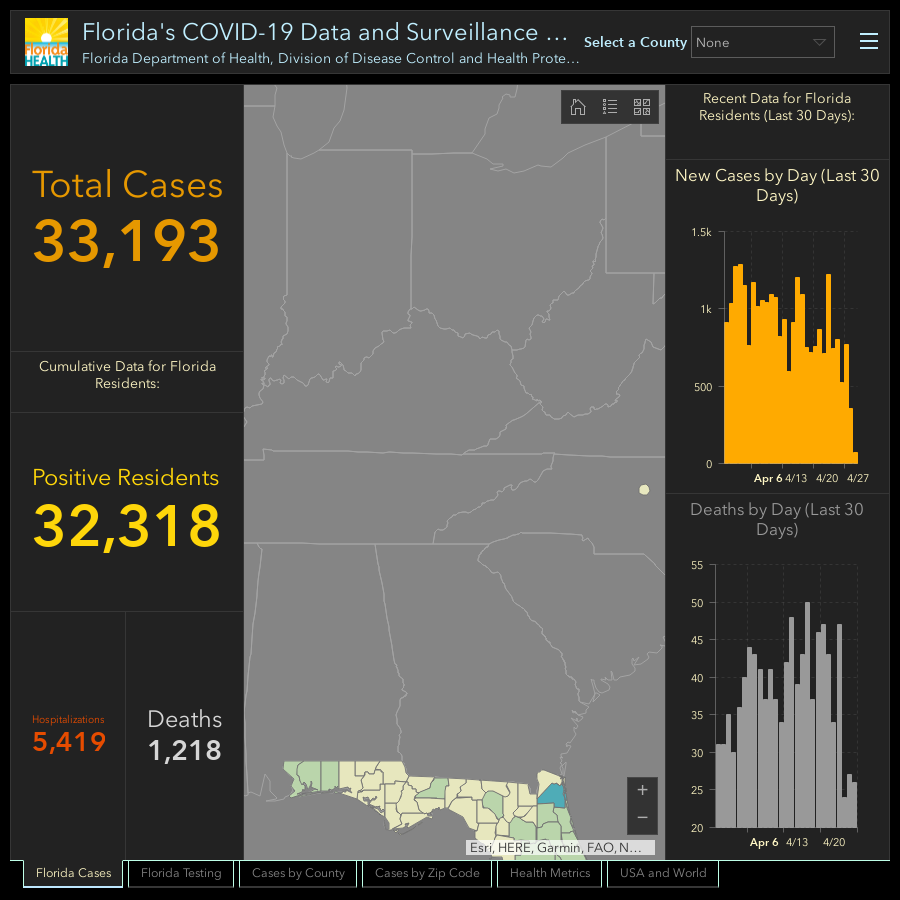 Florida HEALTH
Florida's COVID-19 Data and Surveillance ...
Florida Department of Health, Division of Disease Control and Health Prote...
Select a County
None
Total Cases
33,193
Cumulative Data for Florida
Residents:
Positive Residents
32,318
Hospitalizations
5,419
Deaths
1,218
+
−
Esri, HERE, Garmin, FAO, N...
Recent Data for Florida
Residents (Last 30 Days):
New Cases by Day (Last 30
Days)
1.5k
1k
500
0
Apr 6 4/13 4/20 4/27
Deaths by Day (Last 30
Days)
55
50
45
40
35
30
25
20
Apr 6 4/13 4/20
Florida Cases
Florida Testing
Cases by County
Cases by Zip Code
Health Metrics
USA and World